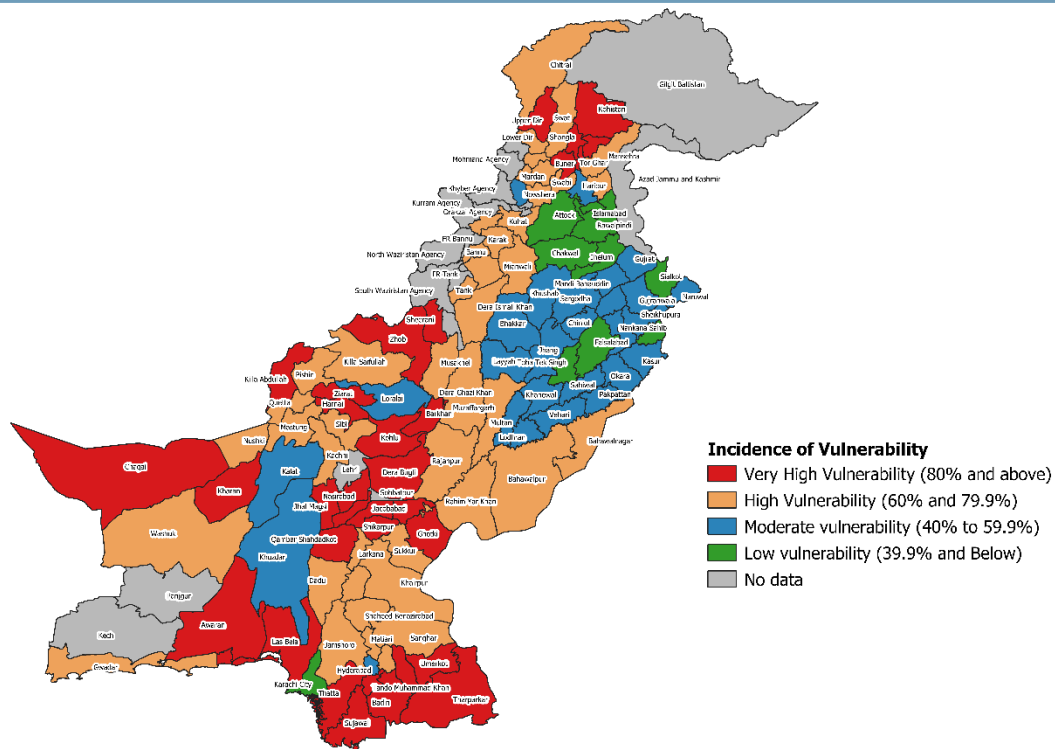 Chitral
Gilgit Baltistan
Kohistan
Upper Dir
Swat
Lower Dir
Shangla
Mohmand Agency
Buner
Tor Ghar
Mansehra
Mardan
Swabi
Haripur
Azad Jammu and Kashmir
Khyber Agency
Nowshera
Kurram Agency
Orakzai Agency
Attock
Islamabad
Kohat
Rawalpindi
FR Bannu
Karak
North Waziristan Agency
Bannu
Chakwal
Jhelum
Gujrat
Mianwali
FR Tank
Sialkot
South Waziristan Agency
Tank
Mandi Bahauddin
Khushab
Narowal
Sargodha
Gujranwala
Dera Ismail Khan
Sheikhupura
Sheerani
Bhakkar
Chiniot
Nankana Sahib
Zhob
Faisalabad
Jhang
Kasur
Musakhel
Layyah
Toba Tek Singh
Killa Saifullah
Okara
Killa Abdullah
Pishin
Sahiwal
Pakpattan
Ziarat
Dera Ghazi Khan
Khanewal
Quetta
Harnai
Loralai
Muzaffargarh
Barkhan
Vehari
Multan
Mastung
Sibi
Lodhran
Bahawalnagar
Nushki
Kohlu
Kachhi
Rajanpur
Chagai
Kalat
Lehri
Dera Bugti
Bahawalpur
Kharan
Nasirabad
Sohbatpur
Rahim Yar Khan
Jhal Magsi
Jacobabad
Shikarpur
Ghotki
Washuk
Qambar Shahdadkot
Sukkur
Larkana
Khuzdar
Dadu
Khairpur
Panjgur
Shaheed Benazirabad
Awaran
Kech
Las Bela
Jamshoro
Matiari
Sanghar
Gwadar
Hyderabad
Umerkot
Karachi City
Thatta
Tando Muhammad Khan
Badin
Tharparkar
Sujawal
Incidence of Vulnerability
Very High Vulnerability (80% and above)
High Vulnerability (60% and 79.9%)
Moderate vulnerability (40% to 59.9%)
Low vulnerability (39.9% and Below)
No data